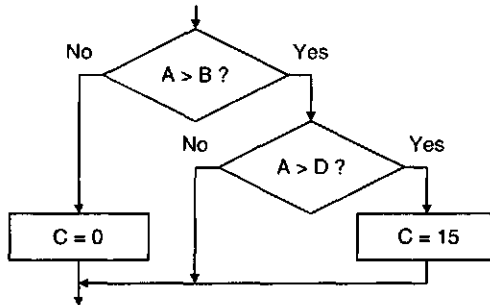 No
Yes
A > B ?
No
Yes
A > D ?
C = 0
C = 15